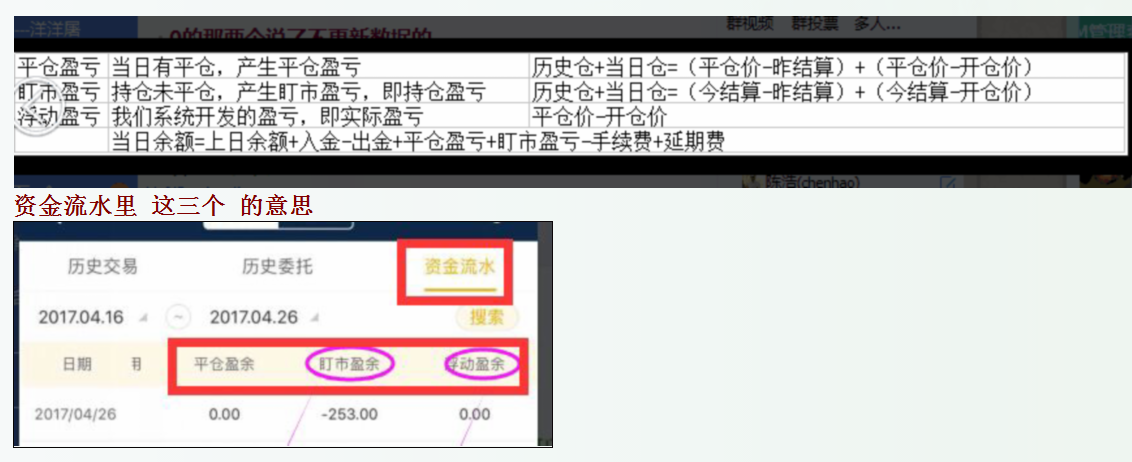 一洋洋居
0的那两个说了不更新数据的
群视频 群投票 多人...
平仓盈亏 当日有平仓，产生平仓盈亏 历史仓+当日仓=（平仓价-昨结算）+（平仓价-开仓价）
盯市盈亏 持仓未平仓，产生盯市盈亏，即持仓盈亏 历史仓+当日仓=（今结算-昨结算）+（今结算-开仓价）
浮动盈亏 我们系统开发的盈亏，即实际盈亏 平仓价-开仓价
当日余额=上日余额+入金-出金+平仓盈亏+盯市盈亏-手续费+延期费
陈浩(chenhao)
资金流水里 这三个 的意思
历史交易 历史委托 资金流水
2017.04.16 ~ 2017.04.26 搜索
日期 平仓盈余 盯市盈余 浮动盈余
2017/04/26 0.00 -253.00 0.00